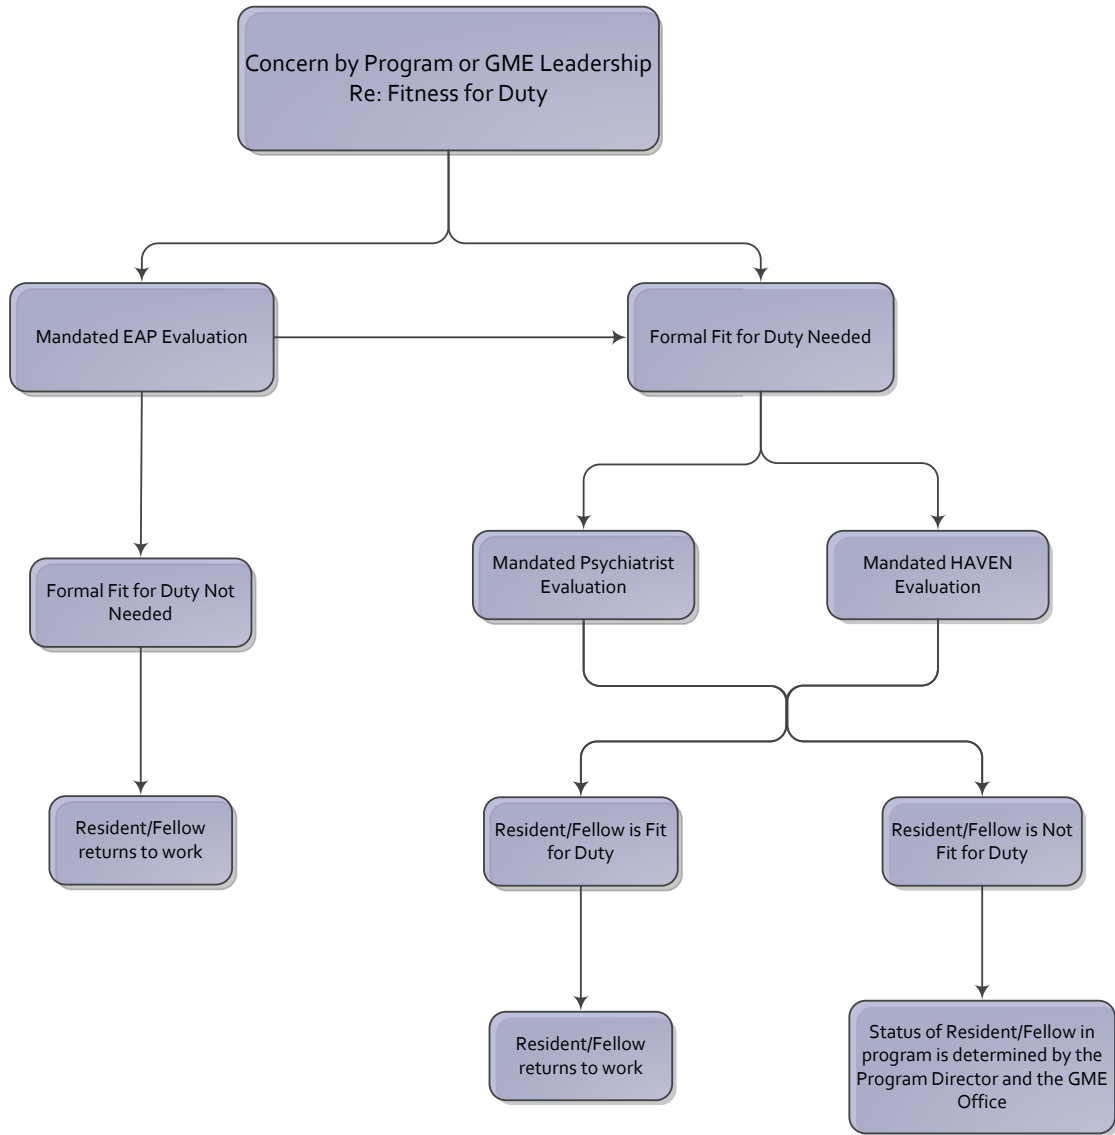 Concern by Program or GME Leadership
Re: Fitness for Duty
Mandated EAP Evaluation
Formal Fit for Duty Needed
Mandated Psychiatrist
Evaluation
Mandated HAVEN
Evaluation
Formal Fit for Duty Not
Needed
Resident/Fellow
returns to work
Resident/Fellow is Fit
for Duty
Resident/Fellow is Not
Fit for Duty
Resident/Fellow
returns to work
Status of Resident/Fellow in
program is determined by the
Program Director and the GME
Office